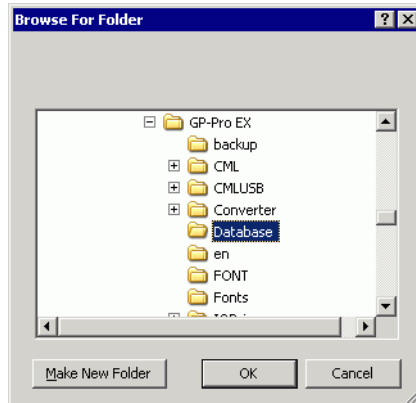 Browse For Folder
GP-Pro EX
backup
CML
CMLUSB
Converter
Database
en
FONT
Fonts
Make New Folder
OK
Cancel